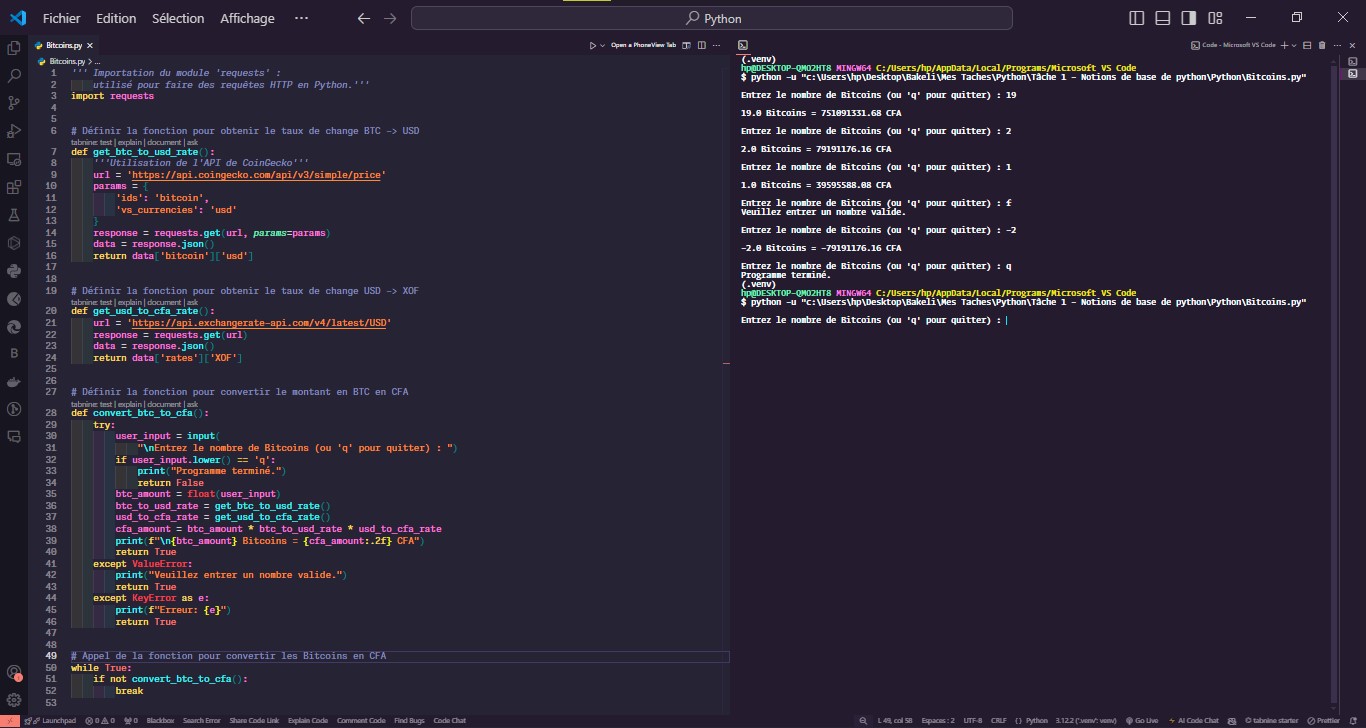 Fichier Edition Sélection Affichage ···
Python
Bitcoins.py
Open a PhoneView Tab
Bitcoins.py > ...
1 ''' Importation du module 'requests' :
2 utilisé pour faire des requêtes HTTP en Python.'''
3 import requests
4
5
6 # Définir la fonction pour obtenir le taux de change BTC -> USD
tabnine: test | explain | document | ask
7 def get_btc_to_usd_rate():
8 '''Utilisation de l'API de CoinGecko'''
9 url = 'https://api.coingecko.com/api/v3/simple/price'
10 params = {
11 'ids': 'bitcoin',
12 'vs_currencies': 'usd'
13 }
14 response = requests.get(url, params=params)
15 data = response.json()
16 return data['bitcoin']['usd']
17
18
19 # Définir la fonction pour obtenir le taux de change USD -> XOF
tabnine: test | explain | document | ask
20 def get_usd_to_cfa_rate():
21 url = 'https://api.exchangerate-api.com/v4/latest/USD'
22 response = requests.get(url)
23 data = response.json()
24 return data['rates']['XOF']
25
26
27 # Définir la fonction pour convertir le montant en BTC en CFA
tabnine: test | explain | document | ask
28 def convert_btc_to_cfa():
29 try:
30 user_input = input(
31 "\nEntrez le nombre de Bitcoins (ou 'q' pour quitter) : ")
32 if user_input.lower() == 'q':
33 print("Programme terminé.")
34 return False
35 btc_amount = float(user_input)
36 btc_to_usd_rate = get_btc_to_usd_rate()
37 usd_to_cfa_rate = get_usd_to_cfa_rate()
38 cfa_amount = btc_amount * btc_to_usd_rate * usd_to_cfa_rate
39 print(f"\n{btc_amount} Bitcoins = {cfa_amount:.2f} CFA")
40 return True
41 except ValueError:
42 print("Veuillez entrer un nombre valide.")
43 return True
44 except KeyError as e:
45 print(f"Erreur: {e}")
46 return True
47
48
49 # Appel de la fonction pour convertir les Bitcoins en CFA
50 while True:
51 if not convert_btc_to_cfa():
52 break
53
Code - Microsoft VS Code
(.venv)
hp@DESKTOP-QMO2HT8 MINGW64 C:/Users/hp/AppData/Local/Programs/Microsoft VS Code
$ python -u "c:\Users\hp\Desktop\Bakeli\Mes Taches\Python\Tâche 1 - Notions de base de python\Python\Bitcoins.py"
Entrez le nombre de Bitcoins (ou 'q' pour quitter) : 19
19.0 Bitcoins = 751091331.68 CFA
Entrez le nombre de Bitcoins (ou 'q' pour quitter) : 2
2.0 Bitcoins = 79191176.16 CFA
Entrez le nombre de Bitcoins (ou 'q' pour quitter) : 1
1.0 Bitcoins = 39595588.08 CFA
Entrez le nombre de Bitcoins (ou 'q' pour quitter) : f
Veuillez entrer un nombre valide.
Entrez le nombre de Bitcoins (ou 'q' pour quitter) : -2
-2.0 Bitcoins = -79191176.16 CFA
Entrez le nombre de Bitcoins (ou 'q' pour quitter) : q
Programme terminé.
(.venv)
hp@DESKTOP-QMO2HT8 MINGW64 C:/Users/hp/AppData/Local/Programs/Microsoft VS Code
$ python -u "c:\Users\hp\Desktop\Bakeli\Mes Taches\Python\Tâche 1 - Notions de base de python\Python\Bitcoins.py"
Entrez le nombre de Bitcoins (ou 'q' pour quitter) :
Launchpad 0 0 0 Blackbox Search Error Share Code Link Explain Code Comment Code Find Bugs Code Chat L 49, col 58 Espaces : 2 UTF-8 CRLF {} Python 3.12.2 ('.venv': venv) Go Live AI Code Chat tabnine starter Prettier